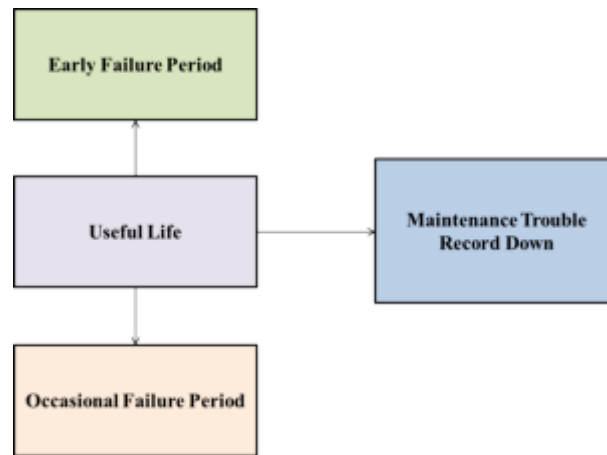 Early Failure Period
Useful Life
Maintenance Trouble
Record Down
Occasional Failure Period